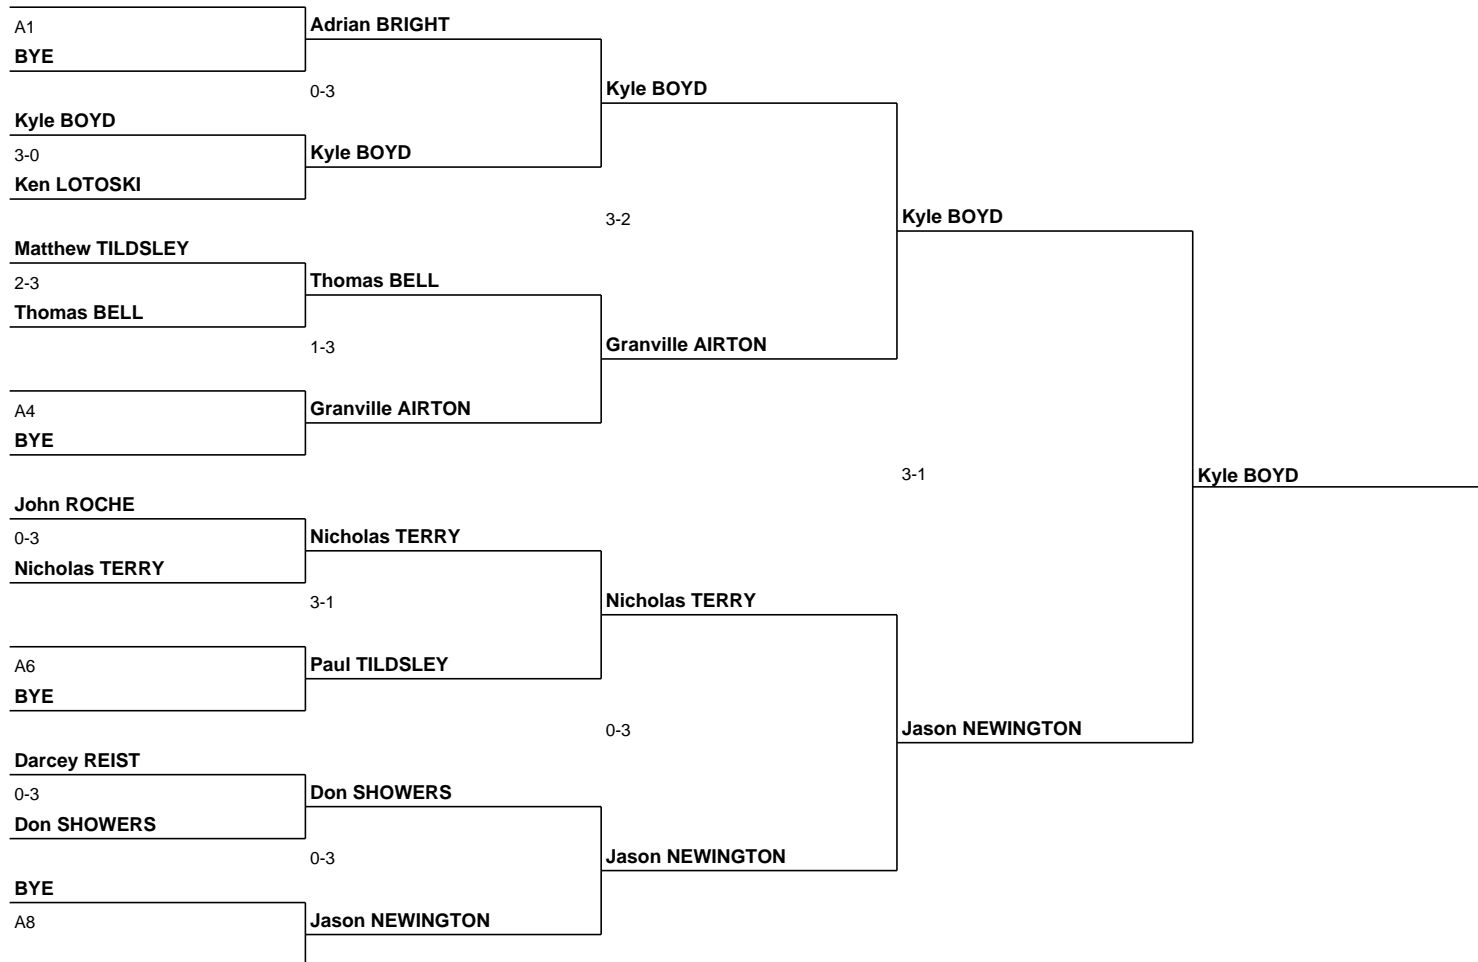 A1
BYE
Adrian BRIGHT
0-3
Kyle BOYD
3-0
Ken LOTOSKI
Kyle BOYD
Kyle BOYD
3-2
Matthew TILDSLEY
2-3
Thomas BELL
Thomas BELL
1-3
Granville AIRTON
A4
BYE
Granville AIRTON
Kyle BOYD
3-1
Kyle BOYD
John ROCHE
0-3
Nicholas TERRY
Nicholas TERRY
3-1
Nicholas TERRY
A6
BYE
Paul TILDSLEY
0-3
Jason NEWINGTON
Darcey REIST
0-3
Don SHOWERS
Don SHOWERS
0-3
Jason NEWINGTON
BYE
A8
Jason NEWINGTON